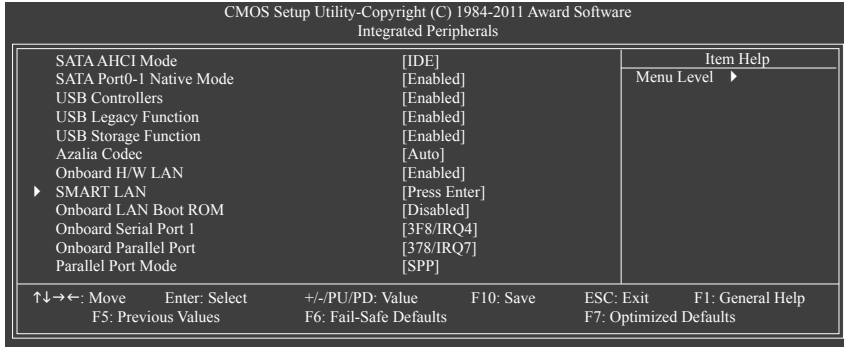 CMOS Setup Utility-Copyright (C) 1984-2011 Award Software
Integrated Peripherals
SATA AHCI Mode [IDE]
SATA Port0-1 Native Mode [Enabled]
USB Controllers [Enabled]
USB Legacy Function [Enabled]
USB Storage Function [Enabled]
Azalia Codec [Auto]
Onboard H/W LAN [Enabled]
SMART LAN [Press Enter]
Onboard LAN Boot ROM [Disabled]
Onboard Serial Port 1 [3F8/IRQ4]
Onboard Parallel Port [378/IRQ7]
Parallel Port Mode [SPP]
Item Help
Menu Level
↑↓→←: Move Enter: Select +/-/PU/PD: Value F10: Save ESC: Exit F1: General Help
F5: Previous Values F6: Fail-Safe Defaults F7: Optimized Defaults